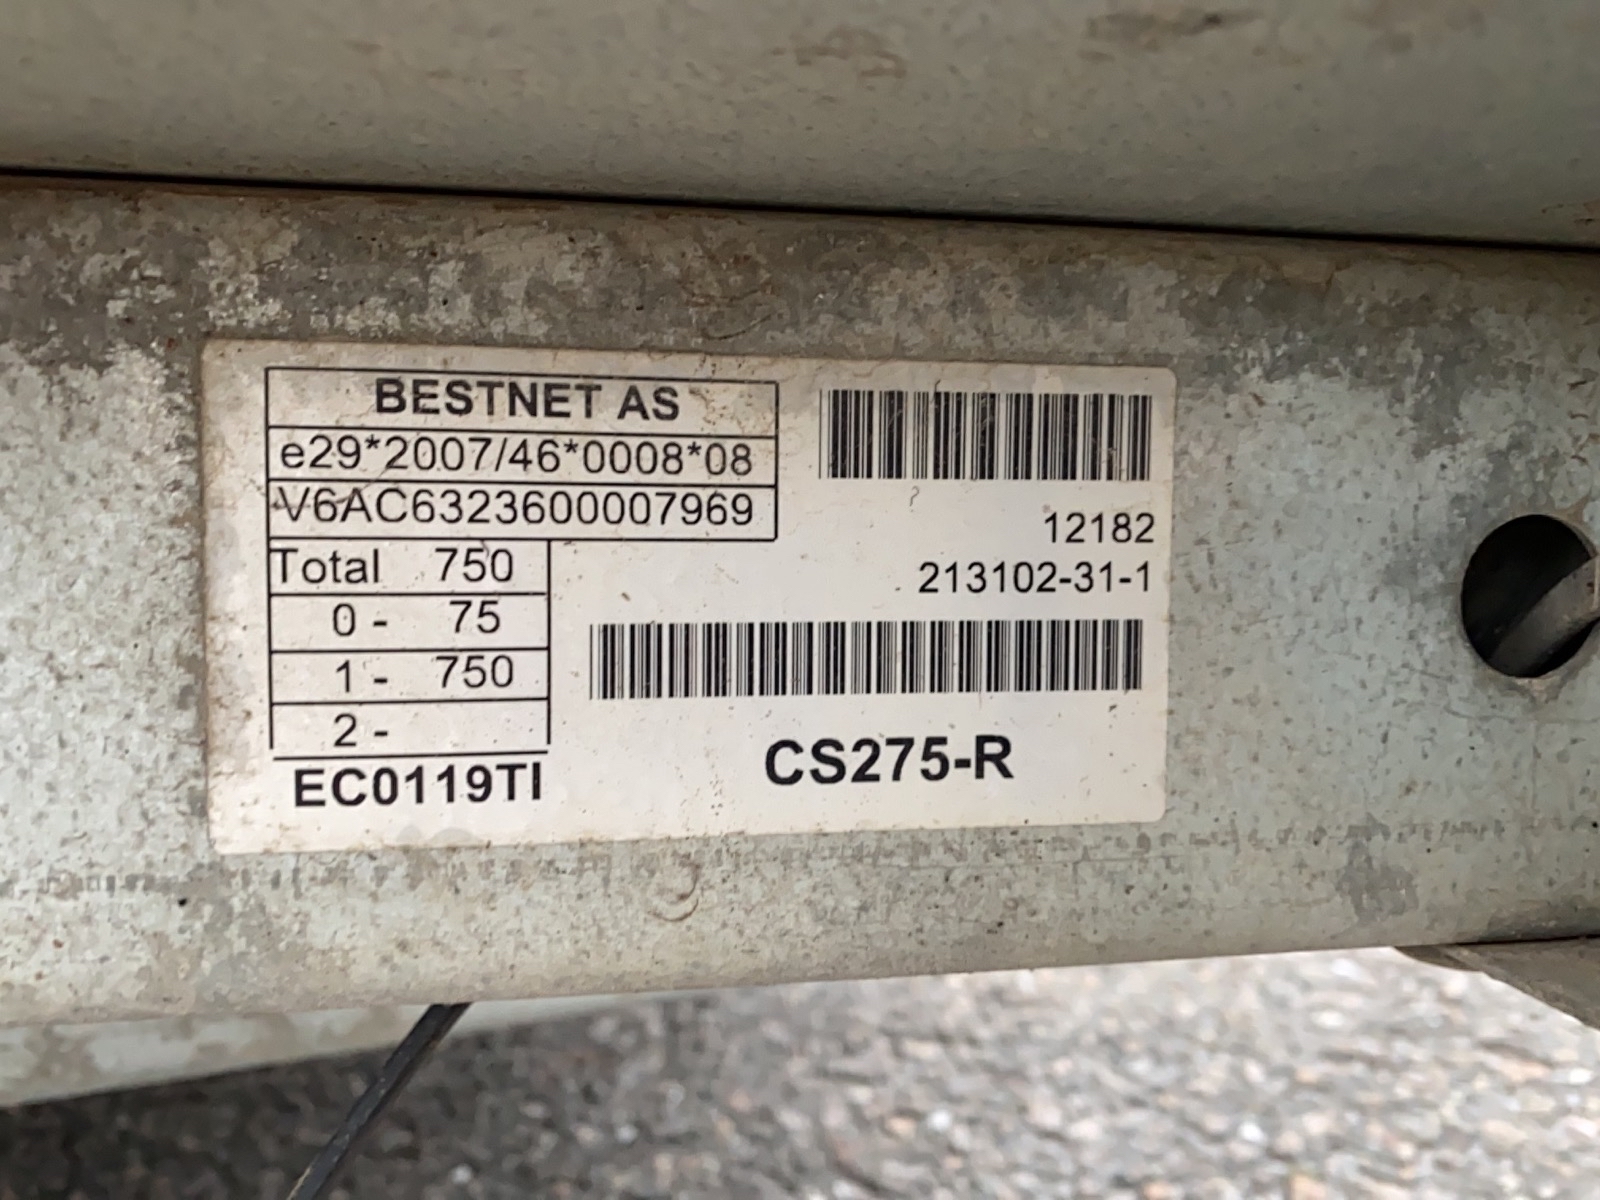 BESTNET AS
e29*2007/46*0008*08
V6AC6323600007969
Total 750
0 - 75
1 - 750
2 -
EC0119TI
12182
213102-31-1
CS275-R